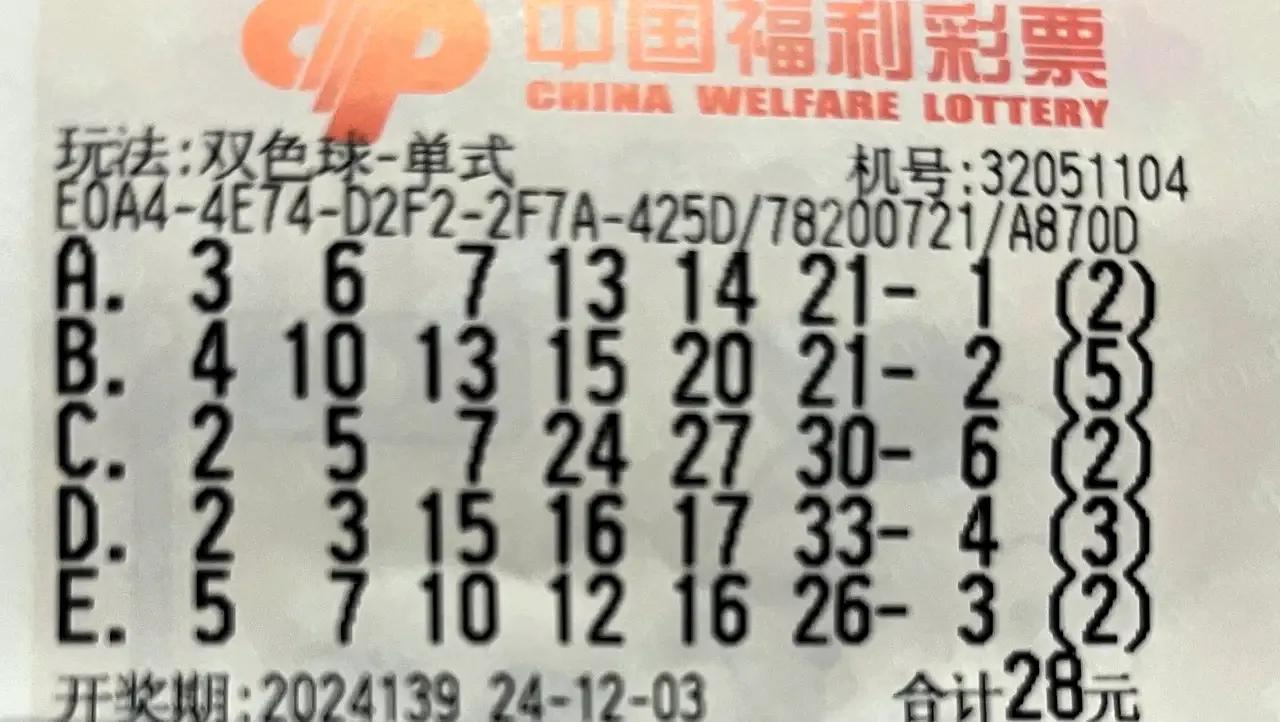 中国福利彩票
CHINA WELFARE LOTTERY
玩法:双色球-单式 机号:32051104
E0A4-4E74-D2F2-2F7A-425D/78200721/A870D
A. 3 6 7 13 14 21- 1 (2)
B. 4 10 13 15 20 21- 2 (5)
C. 2 5 7 24 27 30- 6 (2)
D. 2 3 15 16 17 33- 4 (3)
E. 5 7 10 12 16 26- 3 (2)
开奖期:2024139 24-12-03 合计28元